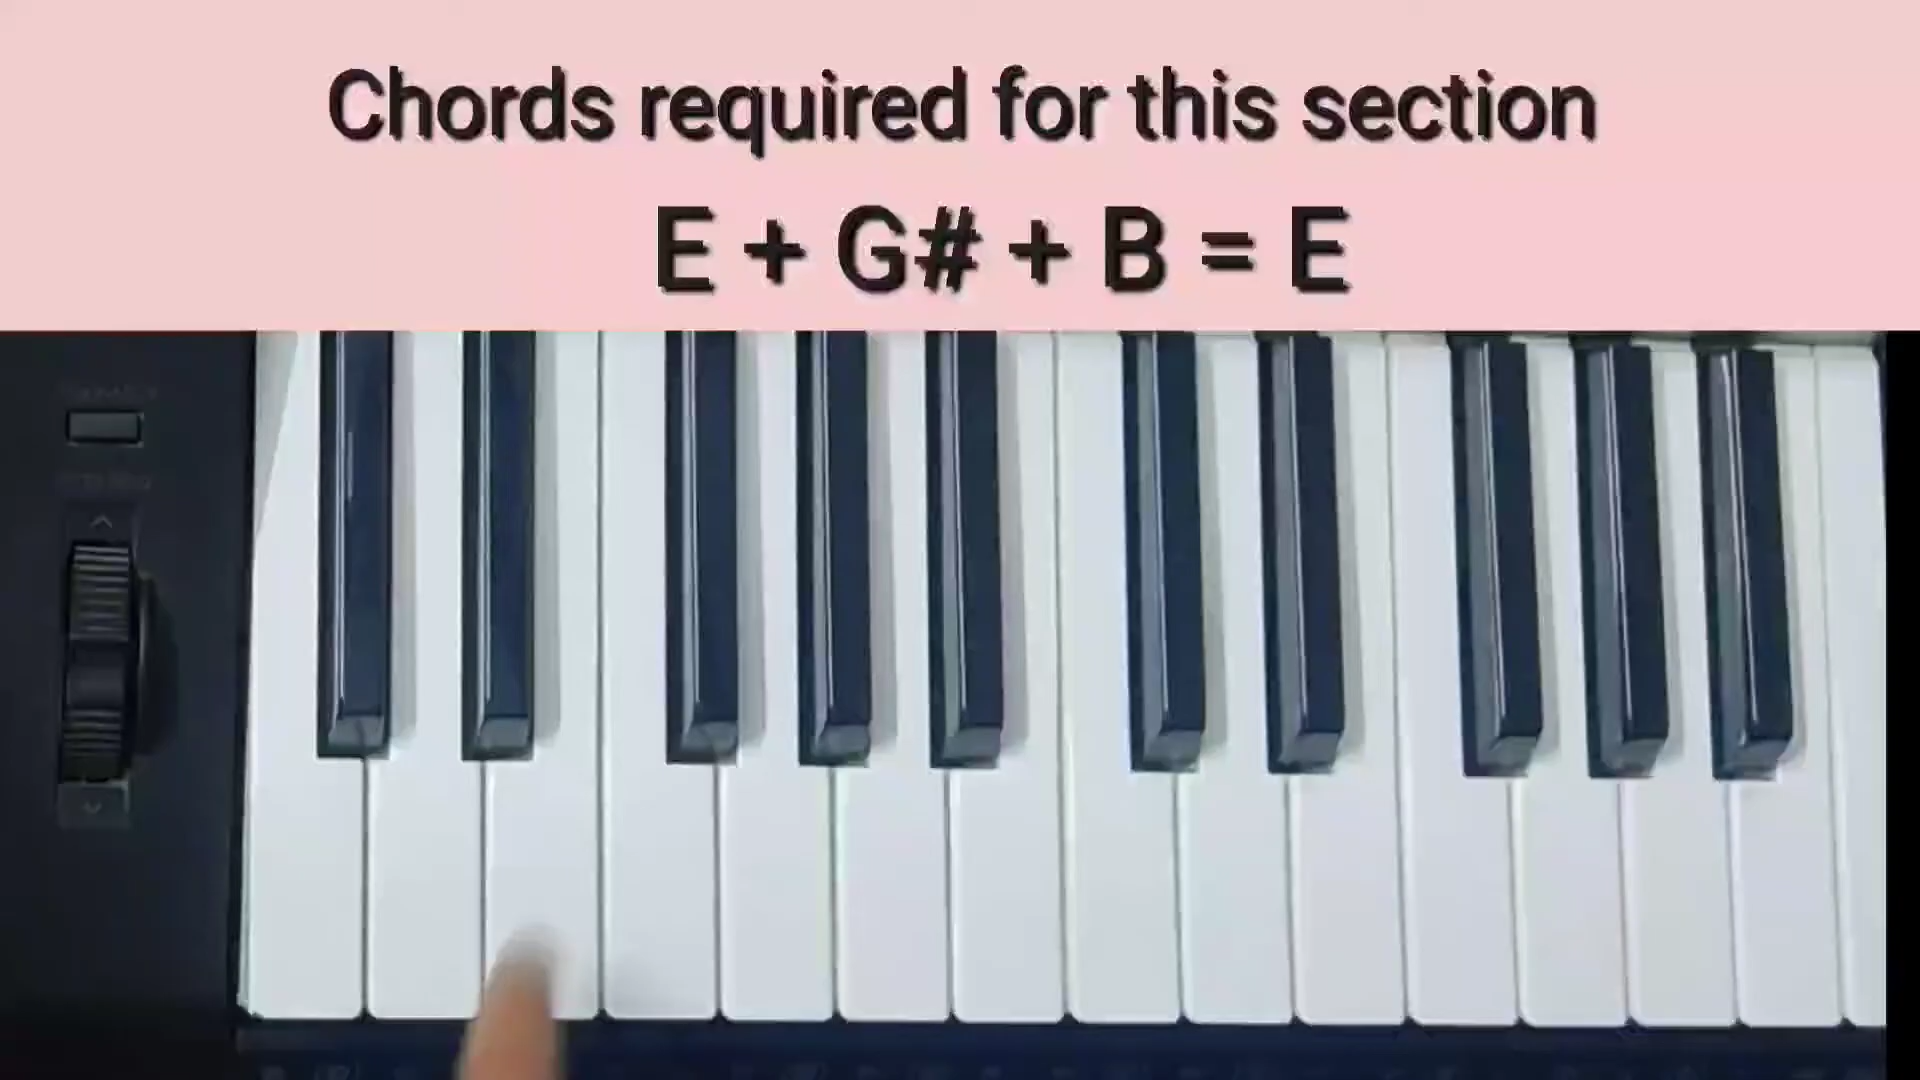 Chords required for this section
E + G# + B = E